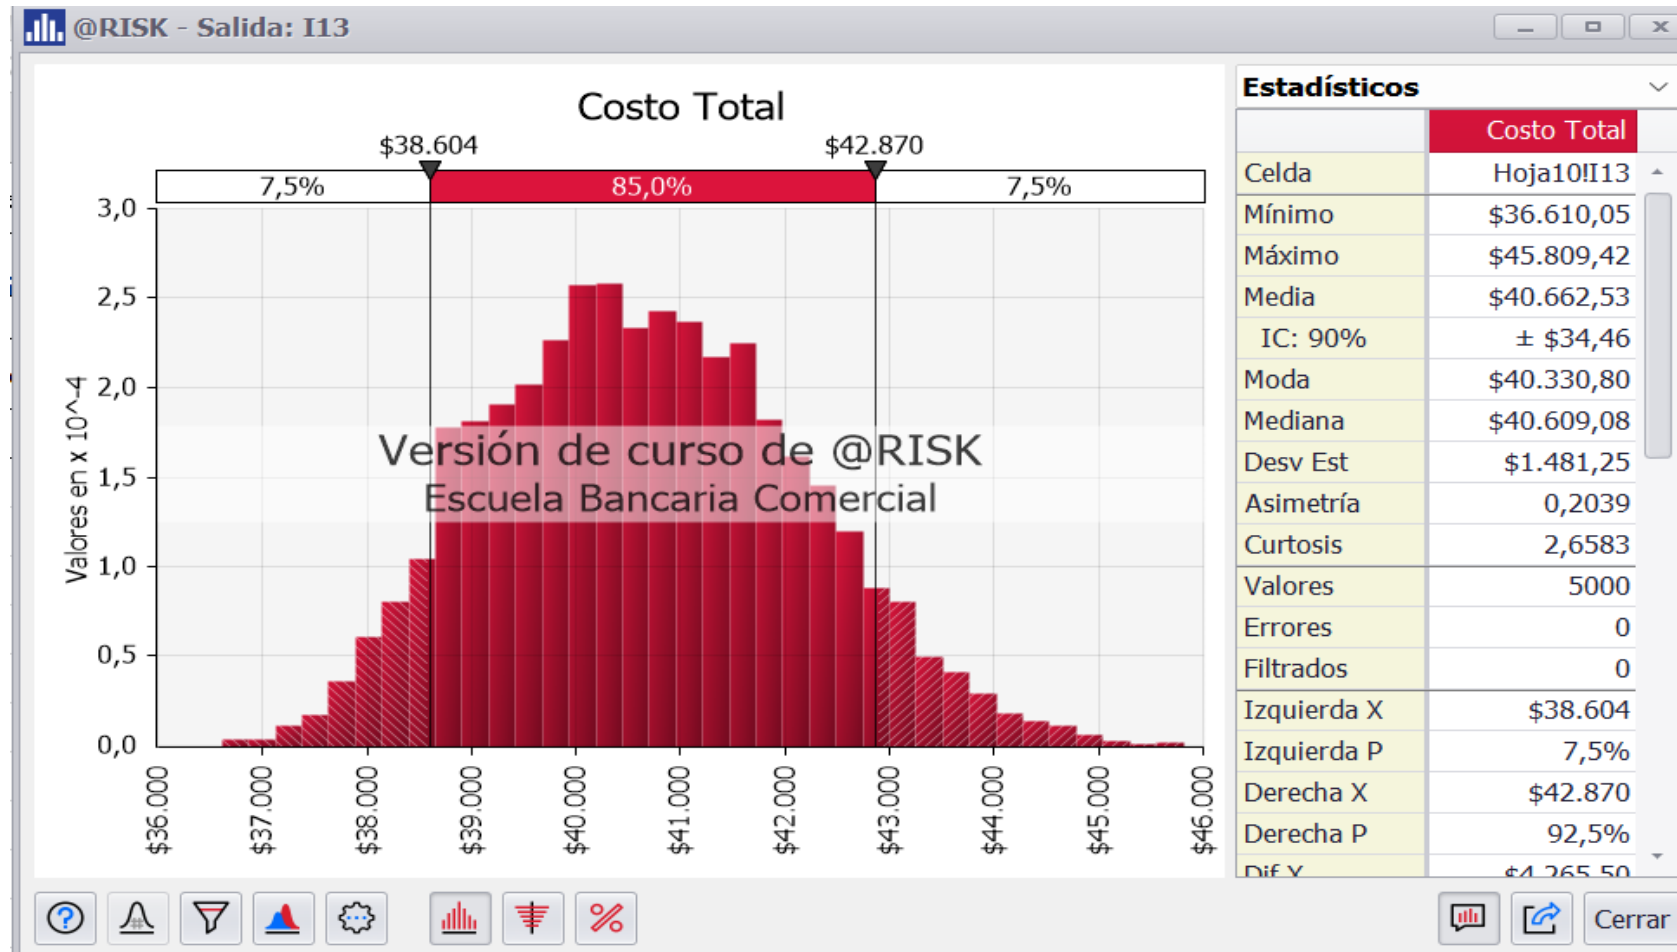 @RISK - Salida: I13
Costo Total
$38.604 $42.870
7,5% 85,0% 7,5%
3,0
2,5
2,0
1,5
1,0
0,5
0,0
Valores en x 10^-4
Versión de curso de @RISK
Escuela Bancaria Comercial
$36.000 $37.000 $38.000 $39.000 $40.000 $41.000 $42.000 $43.000 $44.000 $45.000 $46.000
Estadísticos
Costo Total
Celda Hoja10!I13
Mínimo $36.610,05
Máximo $45.809,42
Media $40.662,53
IC: 90% ± $34,46
Moda $40.330,80
Mediana $40.609,08
Desv Est $1.481,25
Asimetría 0,2039
Curtosis 2,6583
Valores 5000
Errores 0
Filtrados 0
Izquierda X $38.604
Izquierda P 7,5%
Derecha X $42.870
Derecha P 92,5%
Dif X $4.265,50
Cerrar